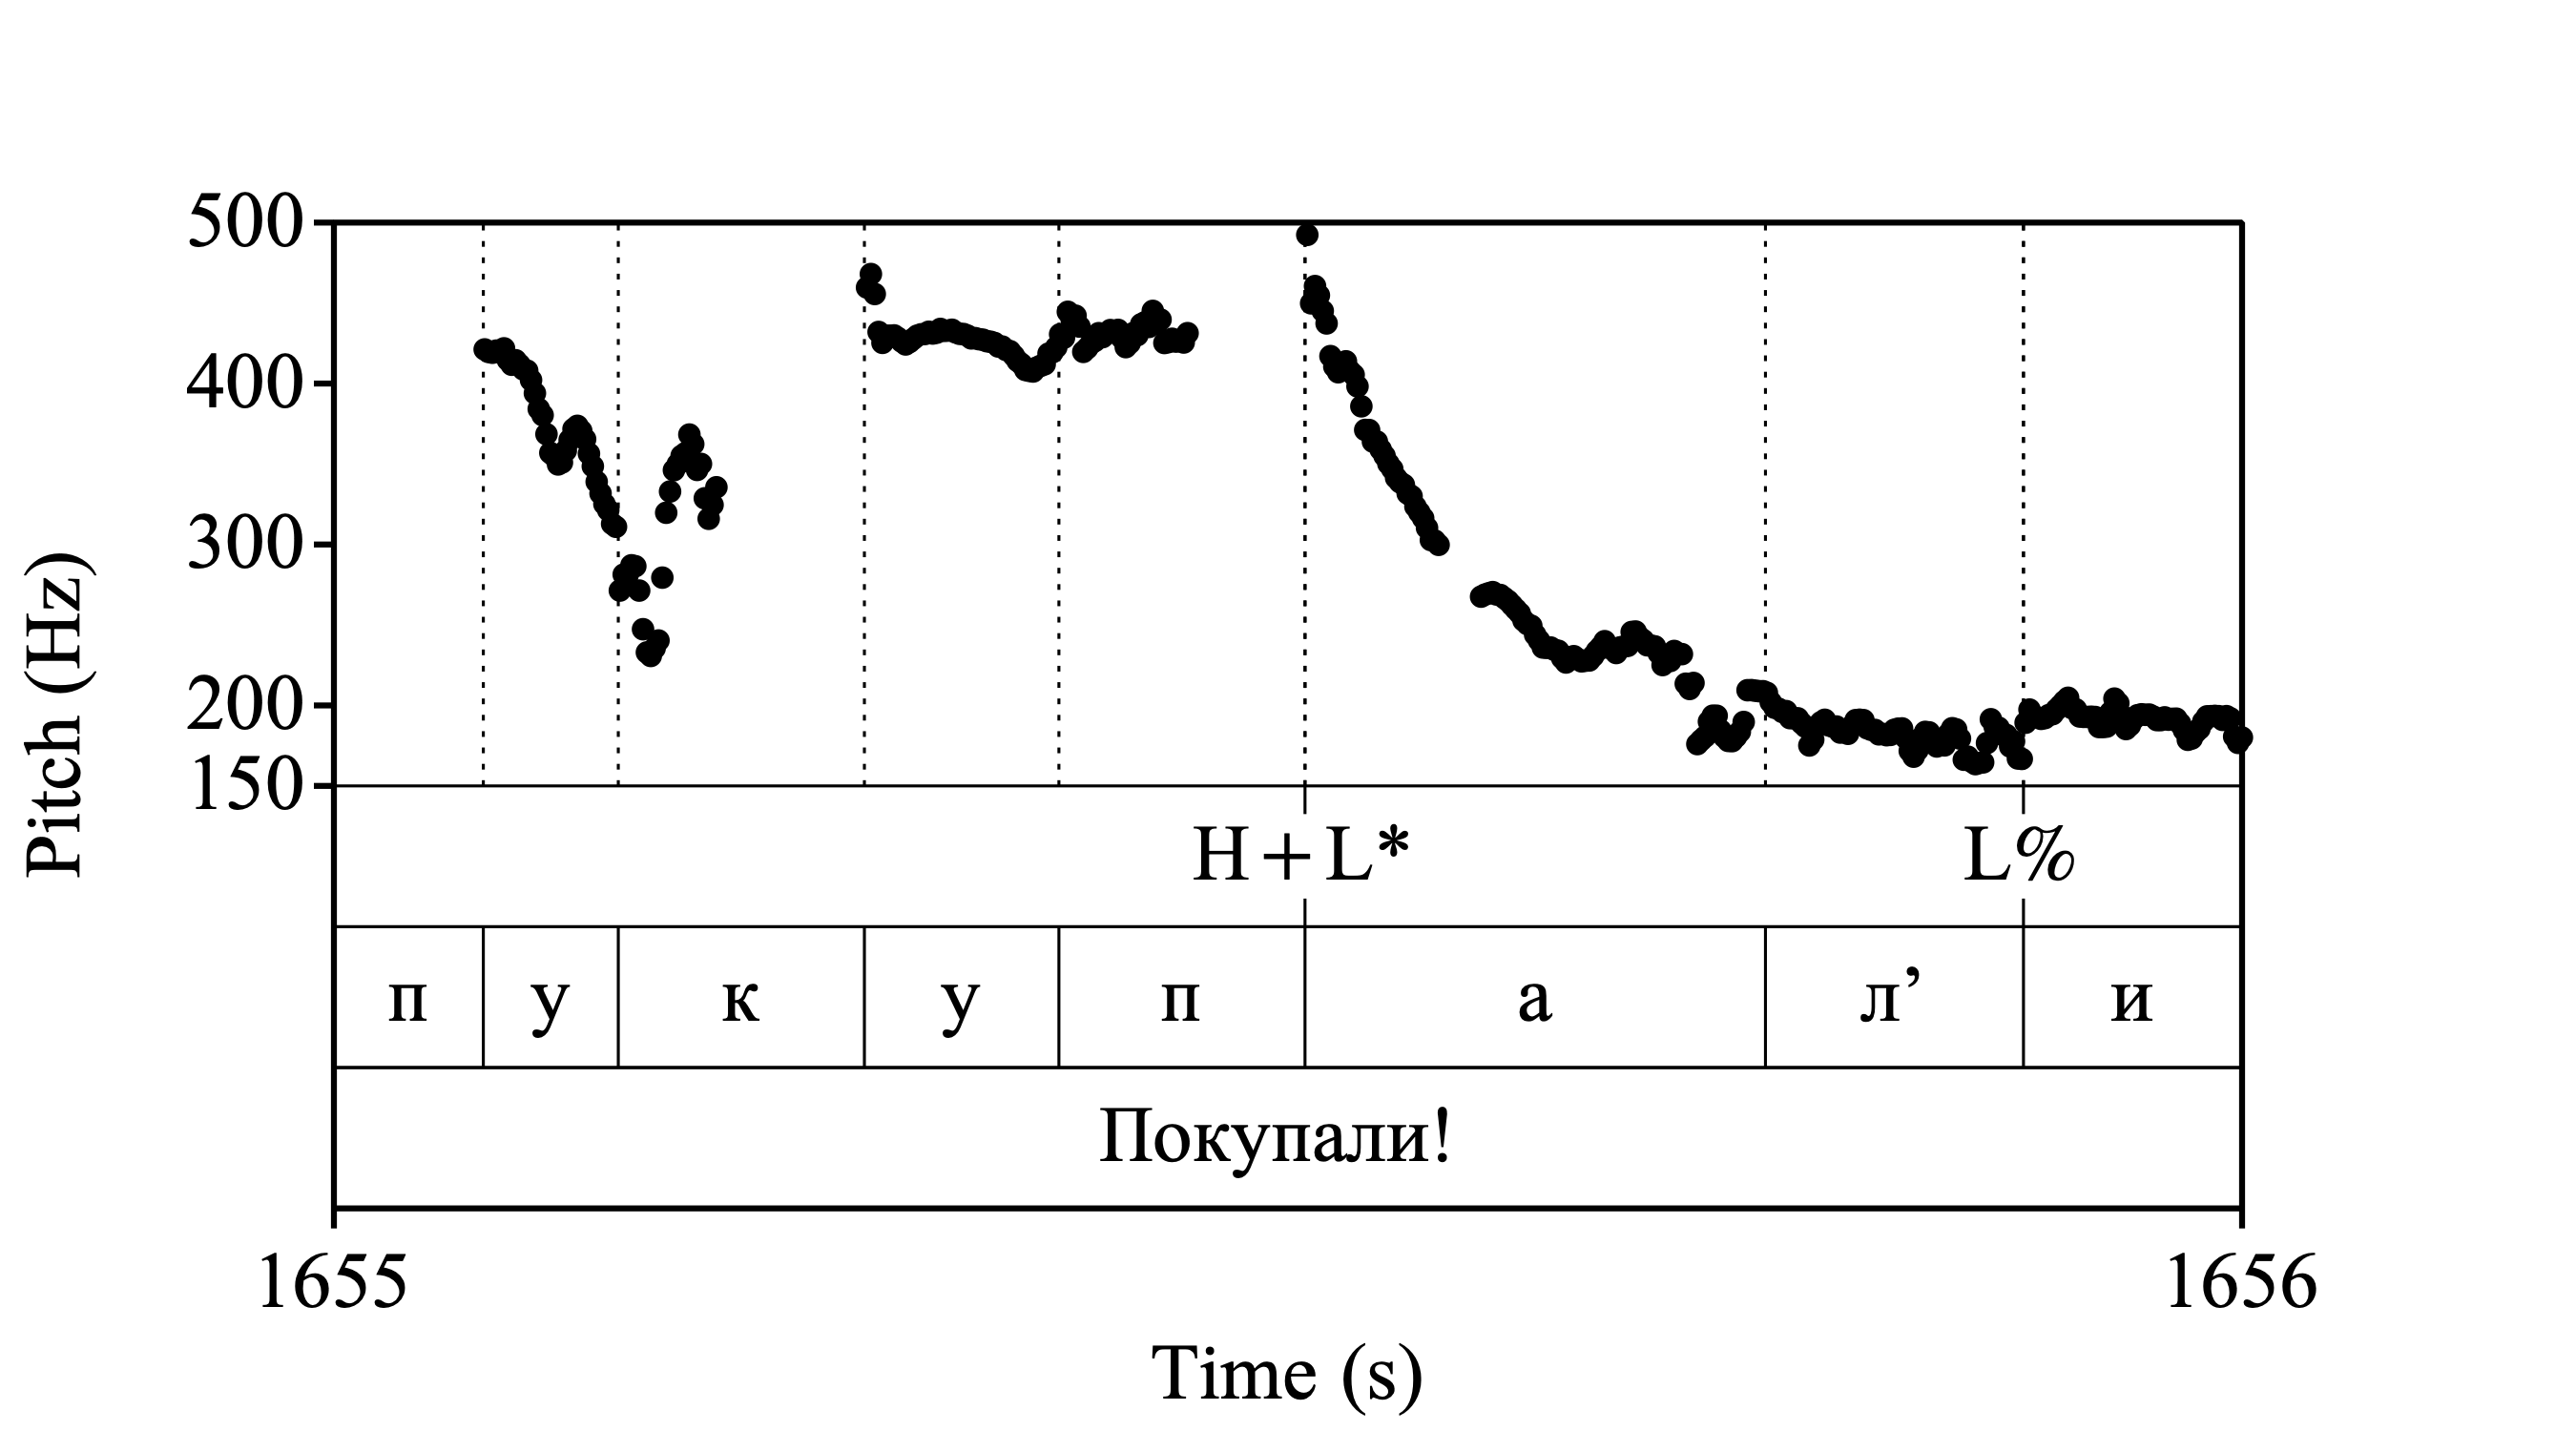 Pitch (Hz)
500
400
300
200
150
H+L* L%
п у к у п а л’ и
Покупали!
1655 1656
Time (s)